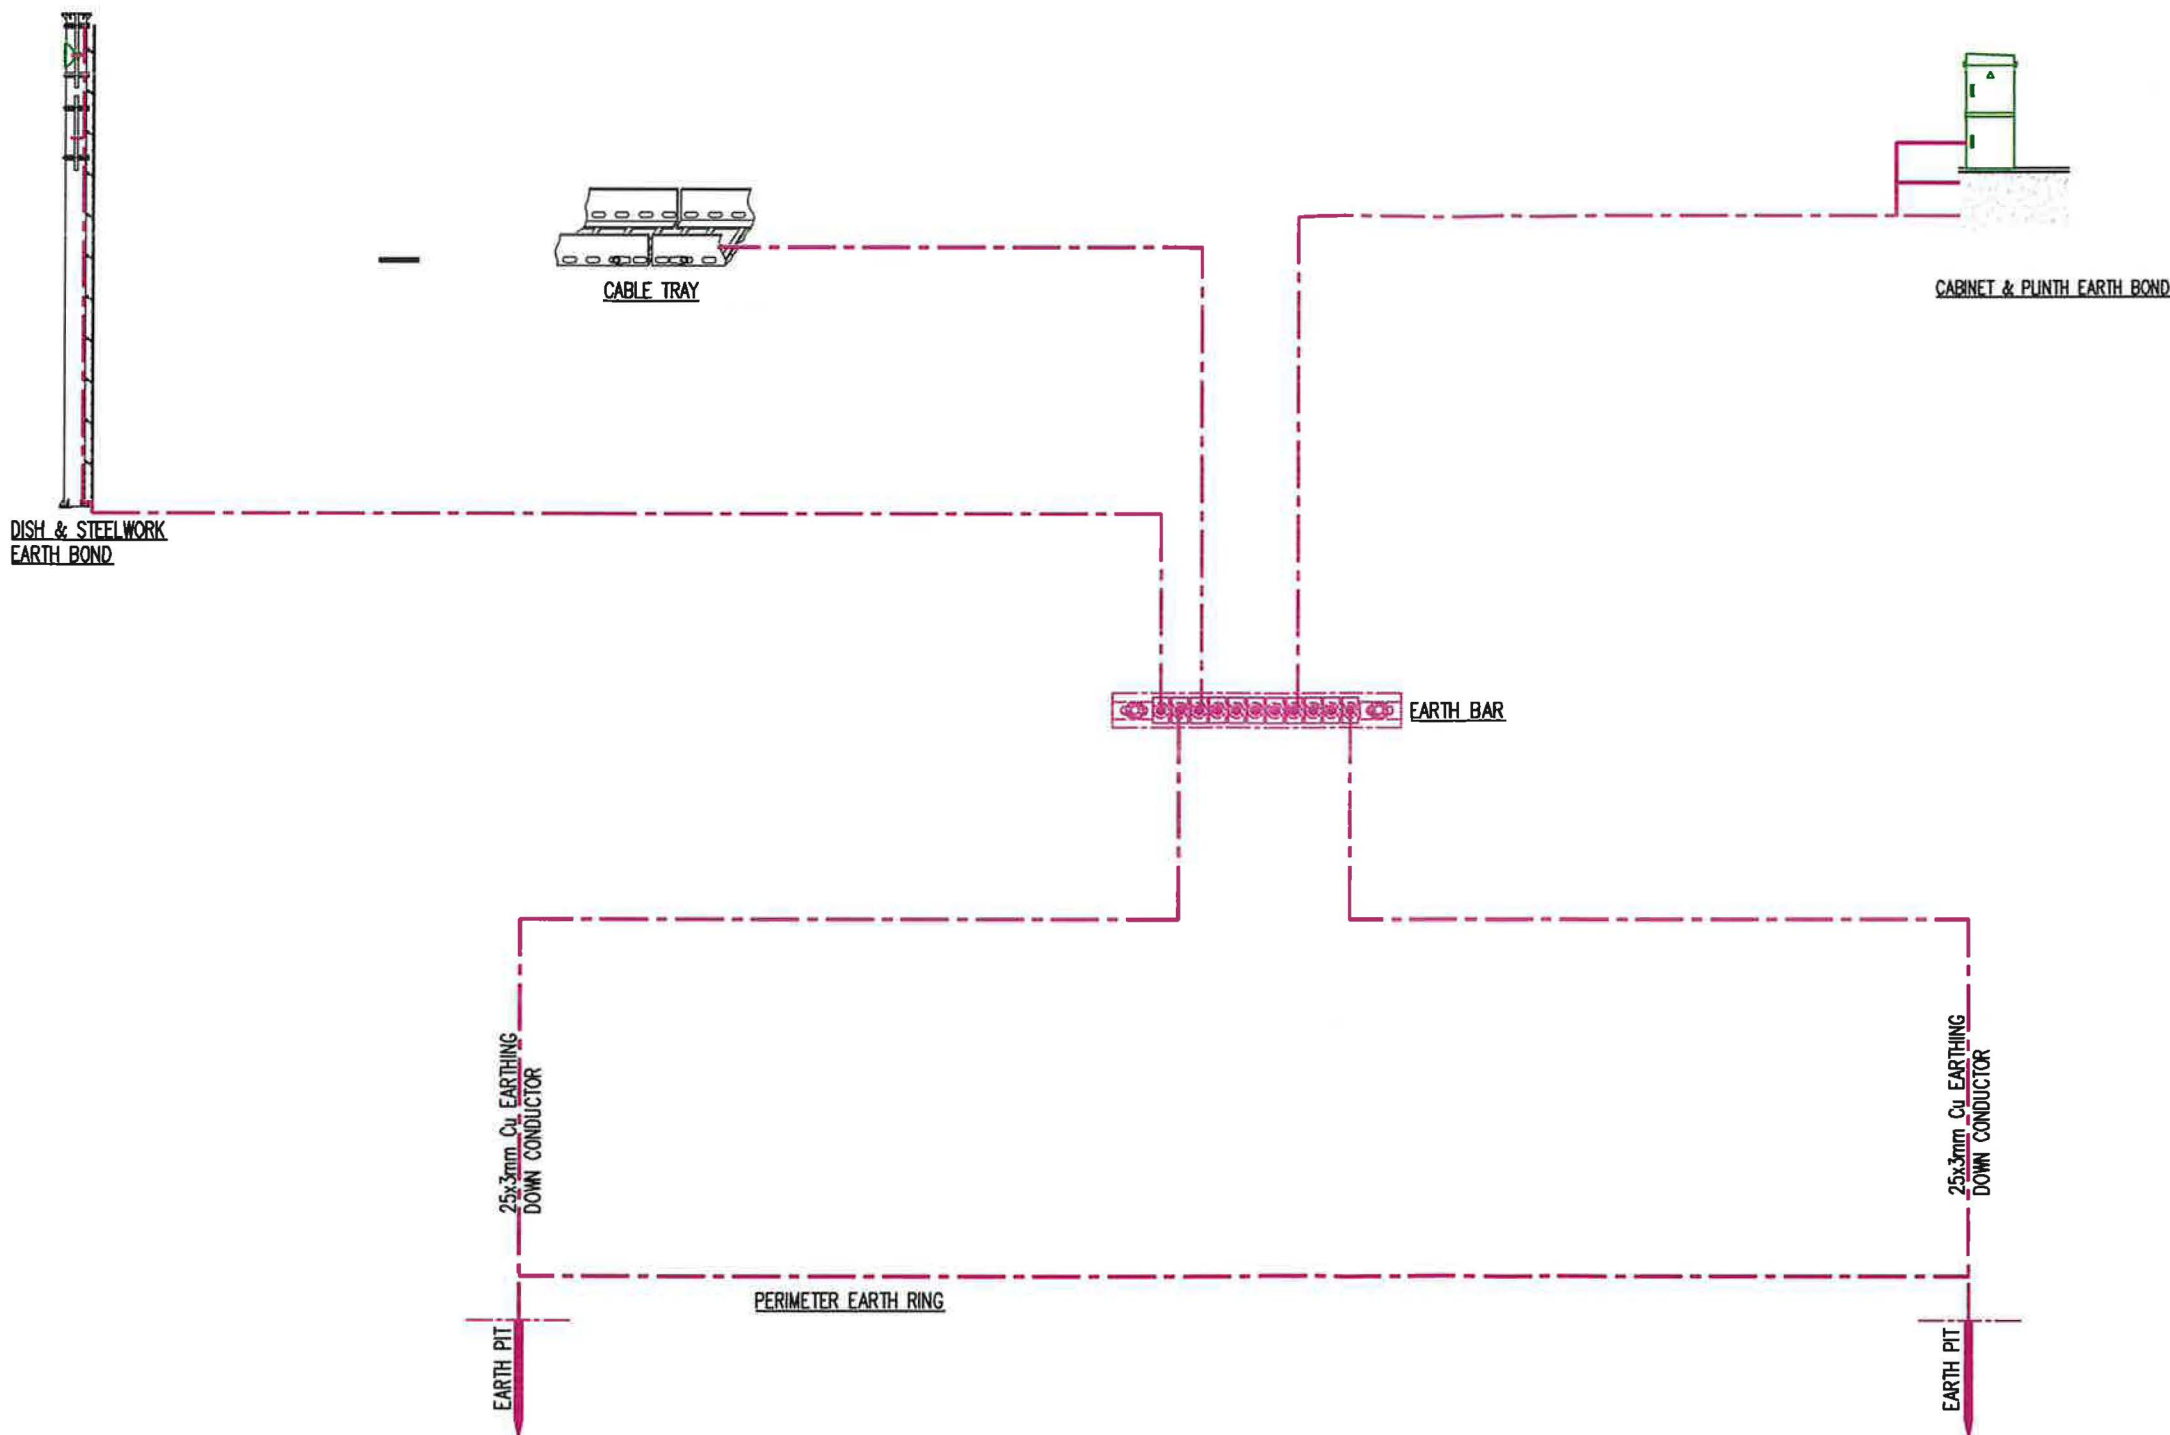 CABLE TRAY
CABINET & PLINTH EARTH BOND
DISH & STEELWORK
EARTH BOND
EARTH BAR
25x3mm Cu EARTHING
DOWN CONDUCTOR
25x3mm Cu EARTHING
DOWN CONDUCTOR
PERIMETER EARTH RING
EARTH PIT
EARTH PIT